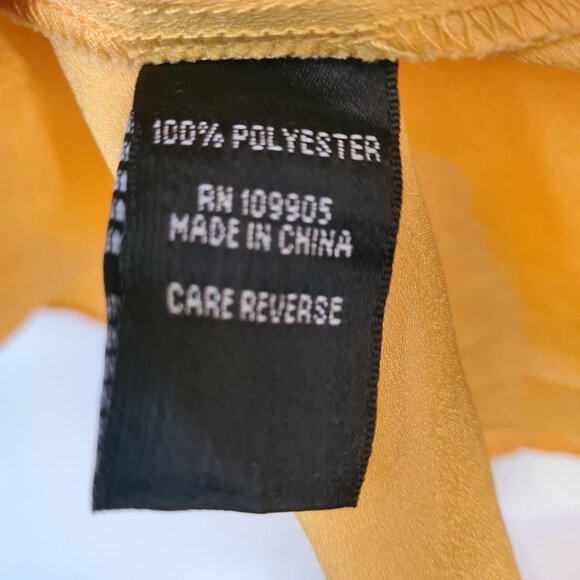 100% POLYESTER
RN 109905
MADE IN CHINA
CARE REVERSE